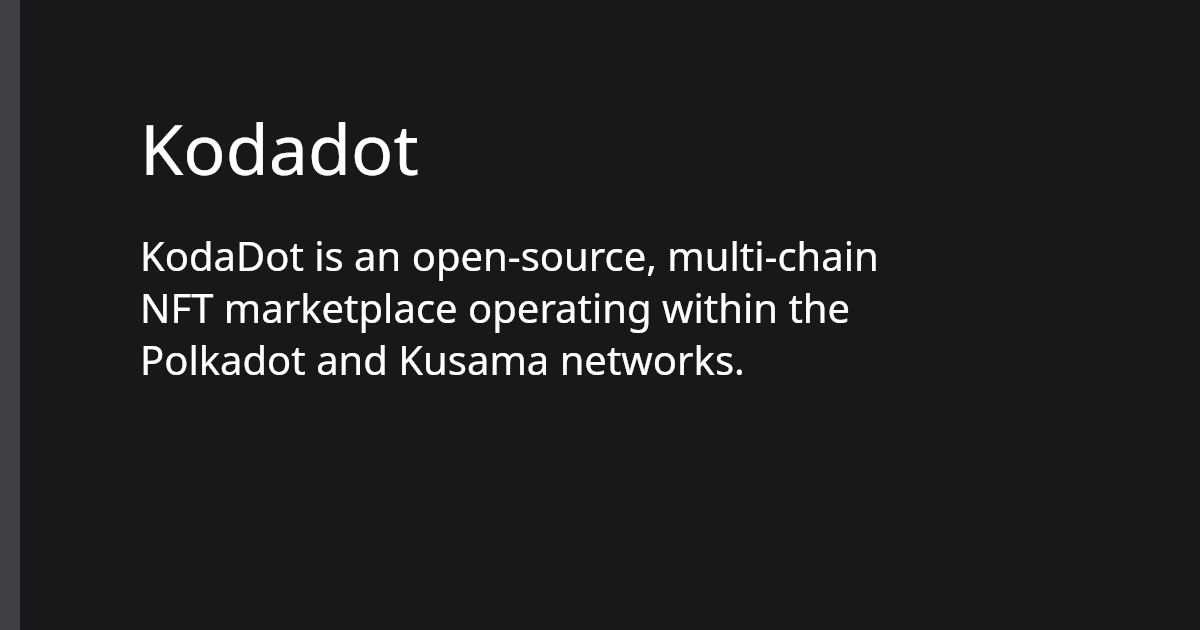 Kodadot
KodaDot is an open-source, multi-chain
NFT marketplace operating within the
Polkadot and Kusama networks.